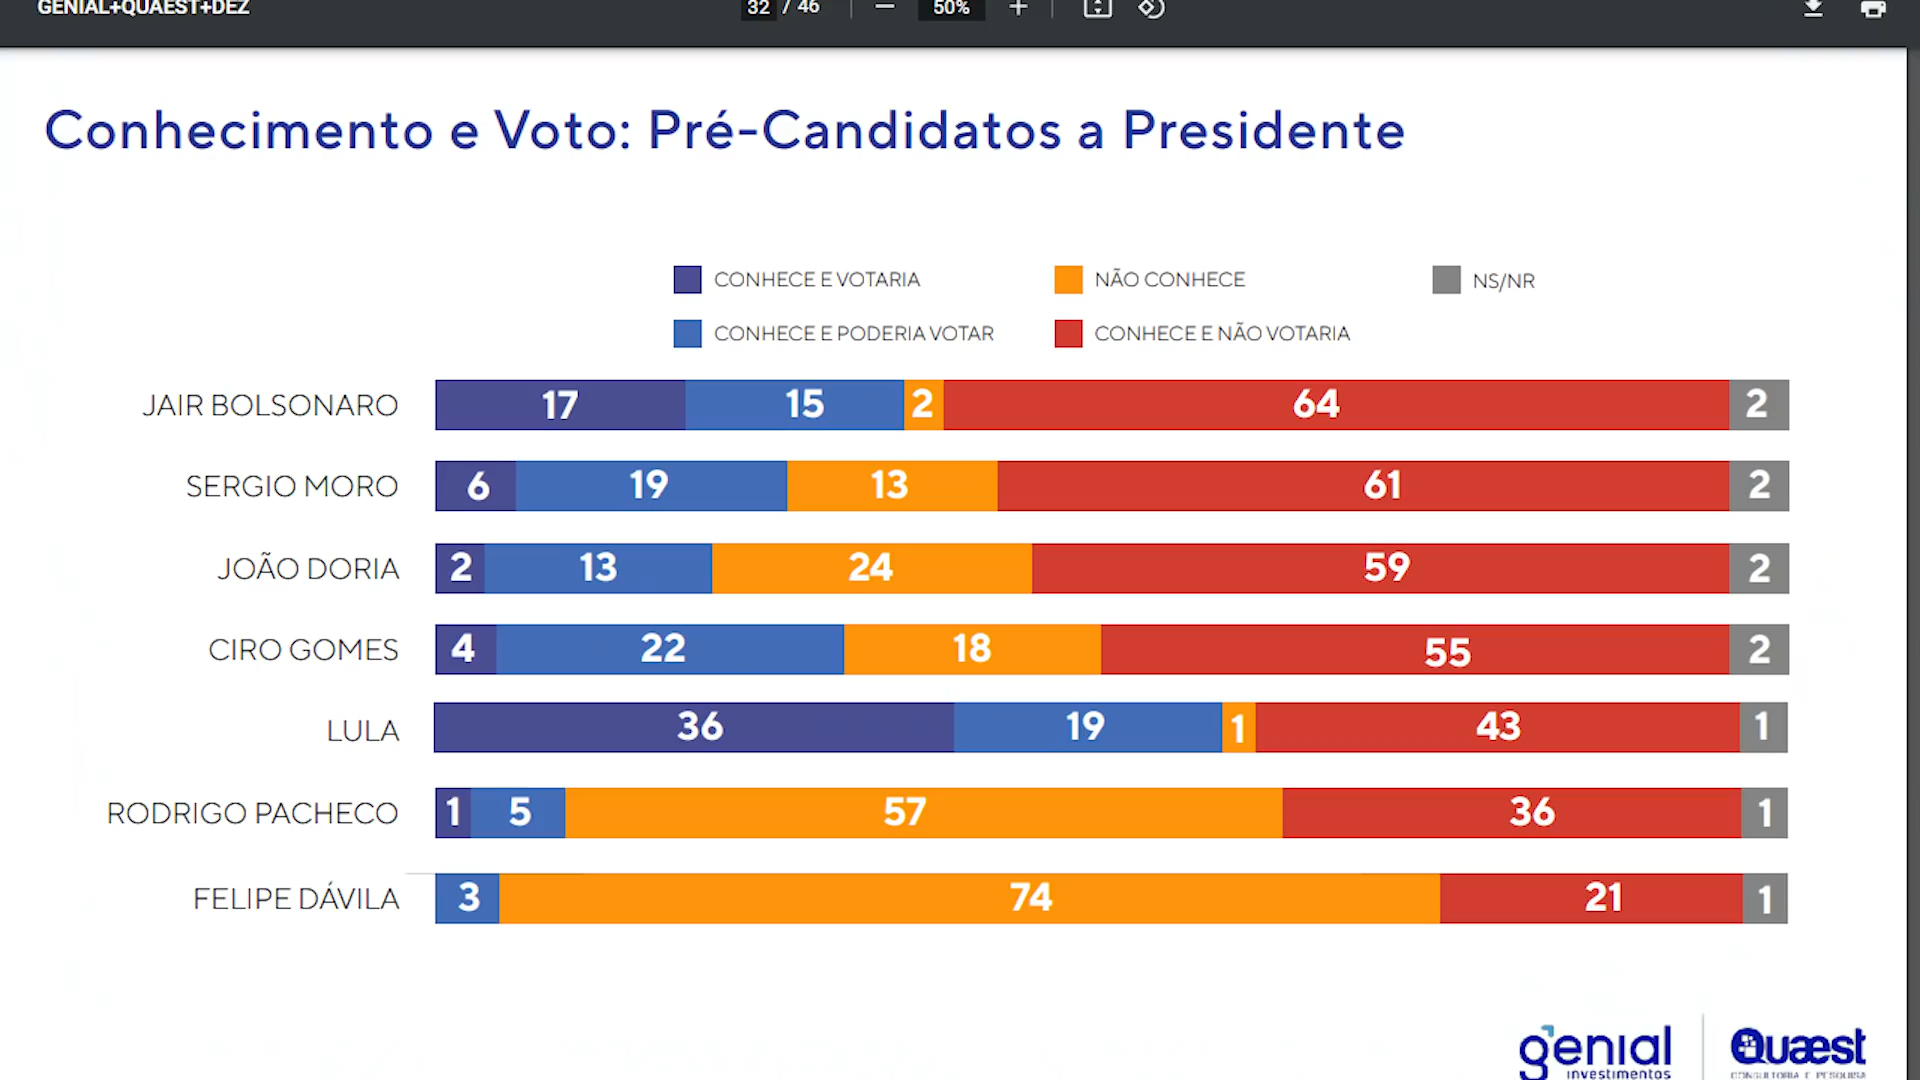 GENIAL+QUAEST+DEZ 32 / 46 50%
Conhecimento e Voto: Pré-Candidatos a Presidente
CONHECE E VOTARIA NÃO CONHECE NS/NR
CONHECE E PODERIA VOTAR CONHECE E NÃO VOTARIA
JAIR BOLSONARO 17 15 2 64 2
SERGIO MORO 6 19 13 61 2
JOÃO DORIA 2 13 24 59 2
CIRO GOMES 4 22 18 55 2
LULA 36 19 1 43 1
RODRIGO PACHECO 1 5 57 36 1
FELIPE DÁVILA 3 74 21 1
genial Quæst
investimentos CONSULTORIA E PESQUISA